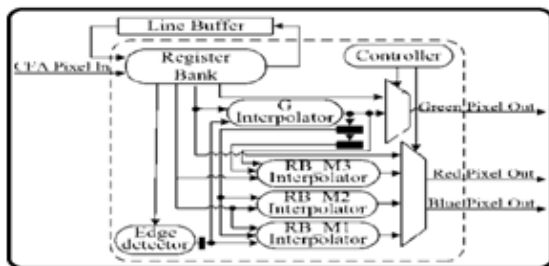 Line Buffer
Register
Bank
Controller
CFA Pixel In
G
Interpolator
Green Pixel Out
RB_M3
Interpolator
Red Pixel Out
RB_M2
Interpolator
Blue Pixel Out
Edge
detector
RB_M1
Interpolator